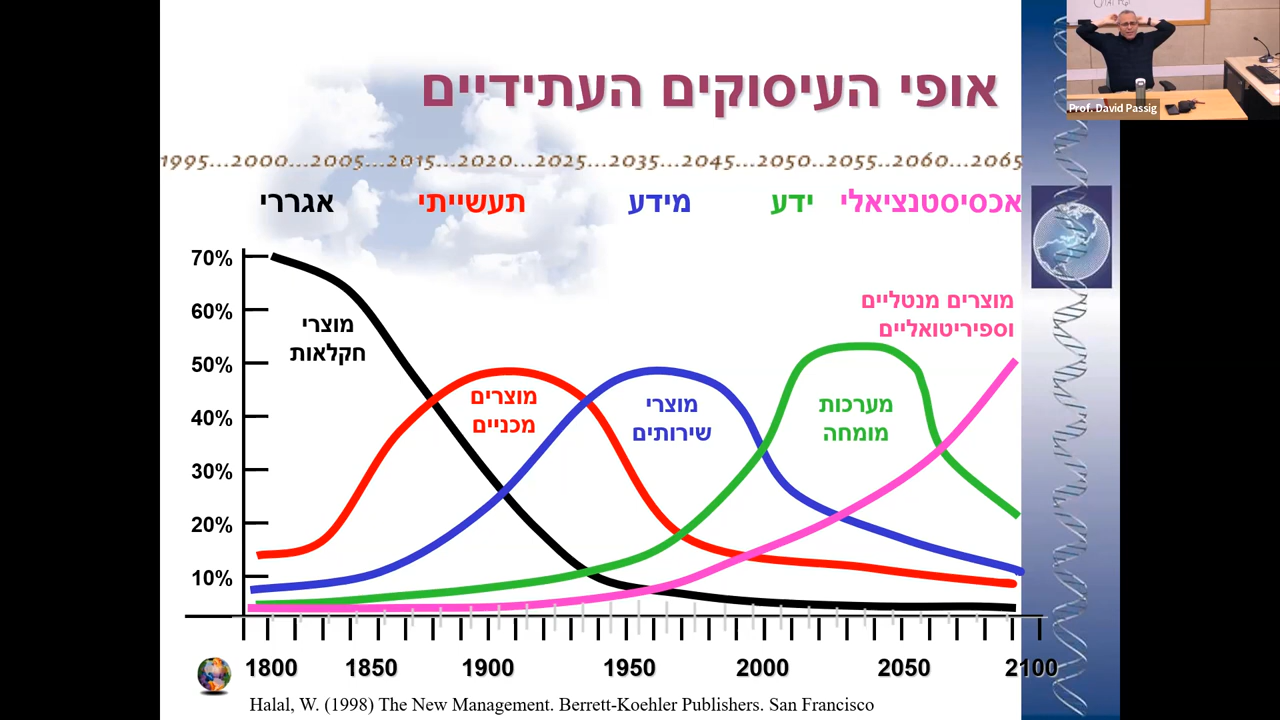 Prof. David Passig
אופי העיסוקים העתידיים
1995...2000...2005...2015...2020...2025...2035...2045...2050...2055...2060...2065
אגררי תעשייתי מידע ידע אכסיסטנציאלי
70%
60%
50%
40%
30%
20%
10%
מוצרי
חקלאות
מוצרים
מכניים
מוצרי
שירותים
מערכות
מומחה
מוצרים מנטליים
וספיריטואליים
1800 1850 1900 1950 2000 2050 2100
Halal, W. (1998) The New Management. Berrett-Koehler Publishers. San Francisco